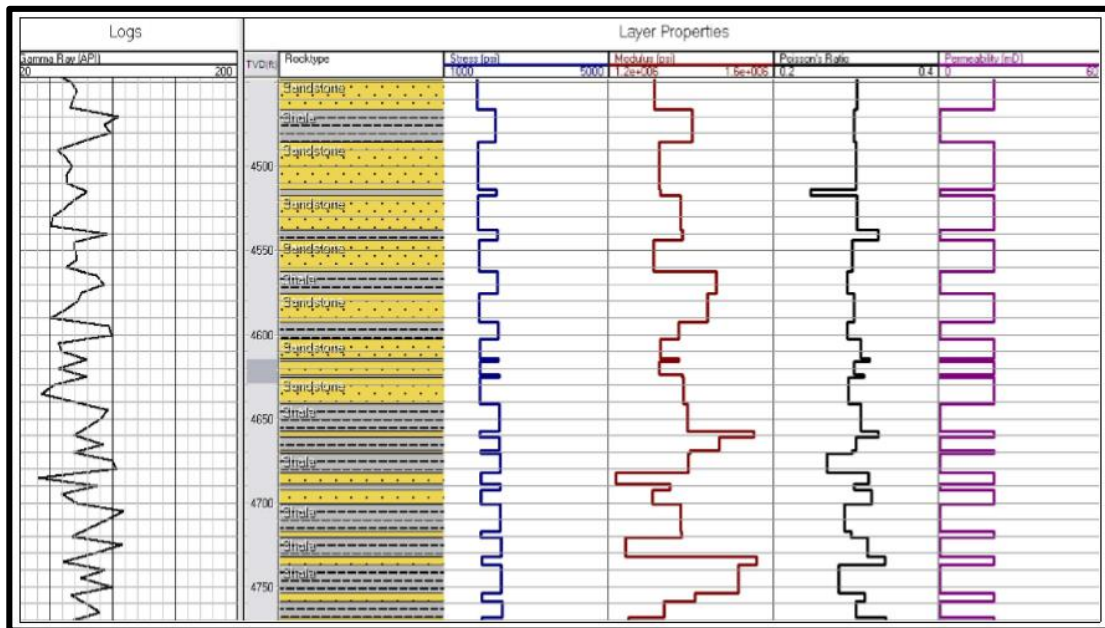 Logs
Layer Properties
Gamma Ray (API)
20 200
TVD(ft)
Rocktype
Stress (psi)
1000 5000
Modulus (psi)
1.2e+006 1.6e+006
Poisson's Ratio
0.2 0.4
Permeability (mD)
0 60
Sandstone
Shale
Sandstone
4500
Sandstone
4550
Sandstone
Shale
Sandstone
4600
Sandstone
Sandstone
4650
Shale
Shale
4700
Shale
Shale
4750
Shale